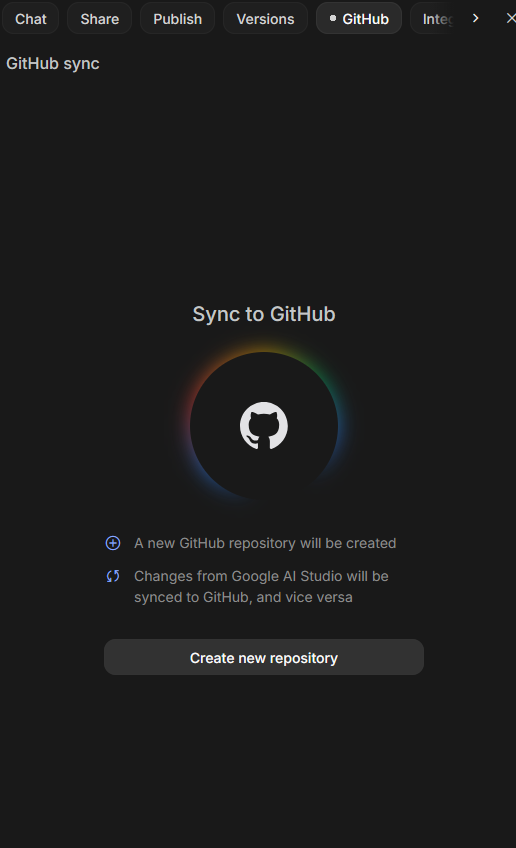 Chat Share Publish Versions GitHub
GitHub sync
Sync to GitHub
A new GitHub repository will be created
Changes from Google AI Studio will be
synced to GitHub, and vice versa
Create new repository